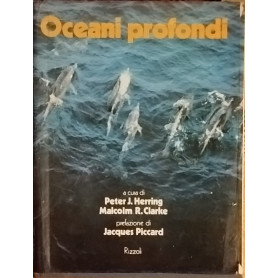 Oceani profondi
a cura di
Peter J. Herring
Malcolm R. Clarke
prefazione di
Jacques Piccard
Rizzoli